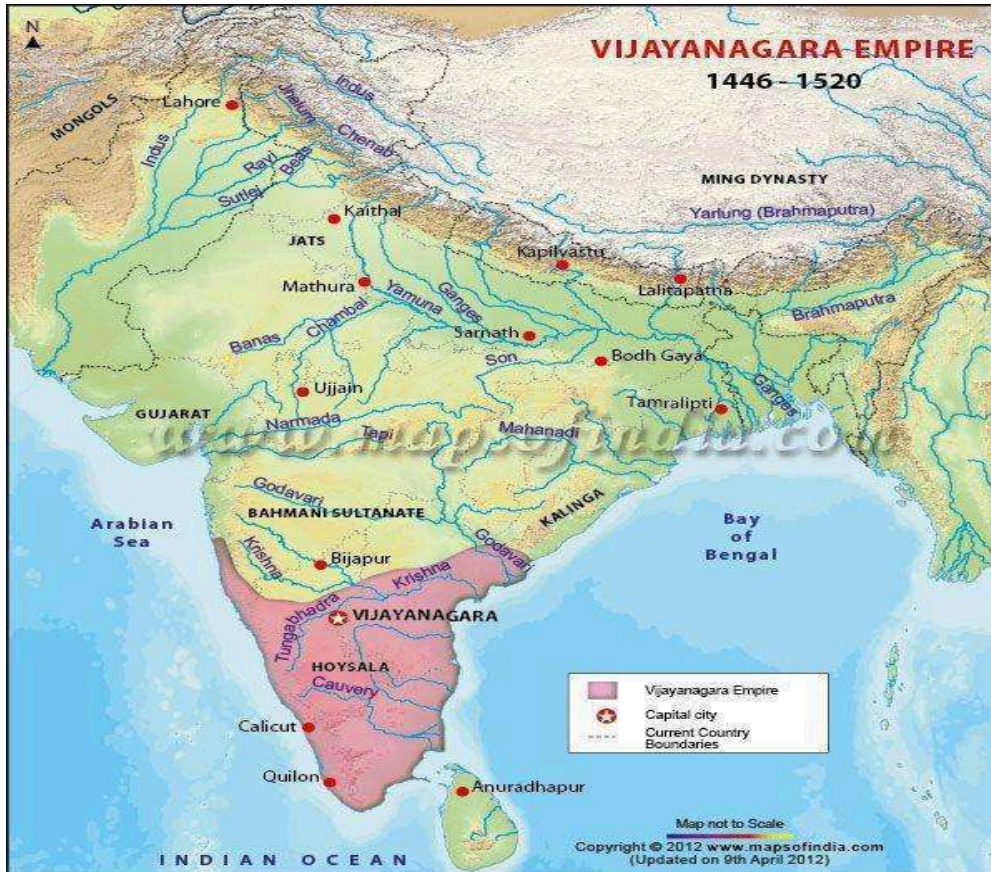 N
VIJAYANAGARA EMPIRE
1446 - 1520
MONGOLS
Lahore
Indus
Jhelum
Chenab
Indus
Ravi
Beas
Sutlej
MING DYNASTY
Yarlung (Brahmaputra)
Kaithal
JATS
Kapilvastu
Mathura
Lalitapatna
Yamuna
Ganges
Brahmaputra
Banas
Chambal
Sarnath
Son
Bodh Gaya
Ujjain
Ganges
GUJARAT
Tamralipti
Narmada
Tapi
Mahanadi
www.mapsofindia.com
Godavari
BAHMANI SULTANATE
KALINGA
Arabian
Sea
Bay
of
Bengal
Krishna
Bijapur
Godavari
Krishna
Tungabhadra
VIJAYANAGARA
HOYSALA
Cauvery
Vijayanagara Empire
Capital city
Current Country
Boundaries
Calicut
Quilon
Anuradhapur
Map not to Scale
Copyright © 2012 www.mapsofindia.com
(Updated on 9th April 2012)
INDIAN OCEAN